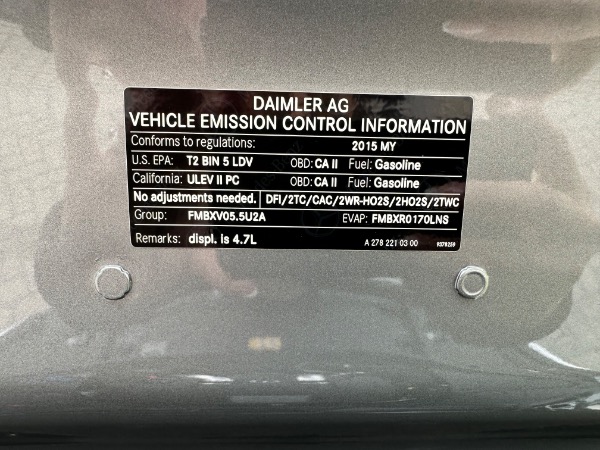 DAIMLER AG
VEHICLE EMISSION CONTROL INFORMATION
Conforms to regulations: 2015 MY
U.S. EPA: T2 BIN 5 LDV OBD: CA II Fuel: Gasoline
California: ULEV II PC OBD: CA II Fuel: Gasoline
No adjustments needed. DFI/2TC/CAC/2WR-HO2S/2HO2S/2TWC
Group: FMBXV05.5U2A EVAP: FMBXR0170LNS
Remarks: displ. is 4.7L A 278 221 03 00